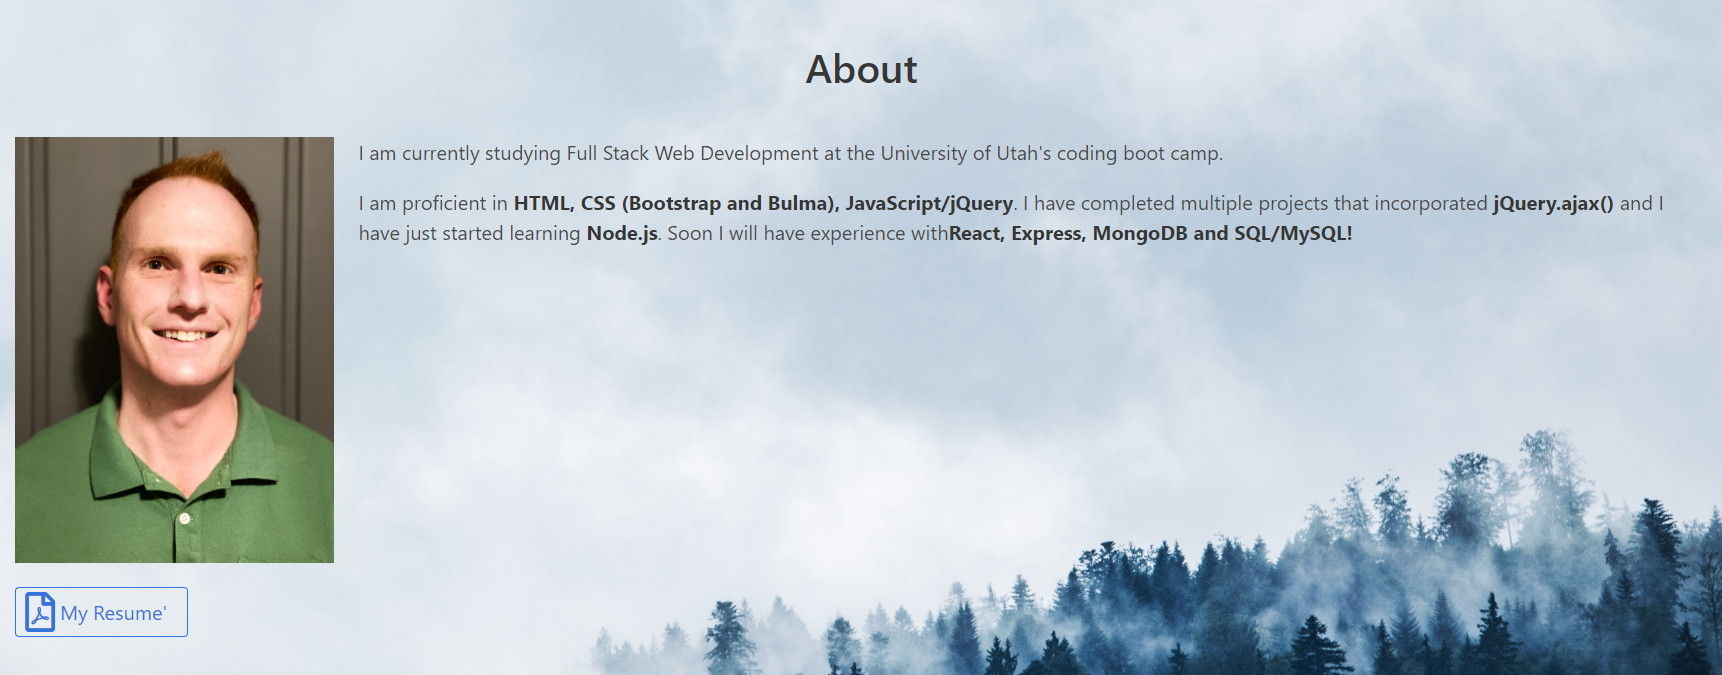 About
I am currently studying Full Stack Web Development at the University of Utah's coding boot camp.
I am proficient in HTML, CSS (Bootstrap and Bulma), JavaScript/jQuery. I have completed multiple projects that incorporated jQuery.ajax() and I
have just started learning Node.js. Soon I will have experience withReact, Express, MongoDB and SQL/MySQL!
My Resume'